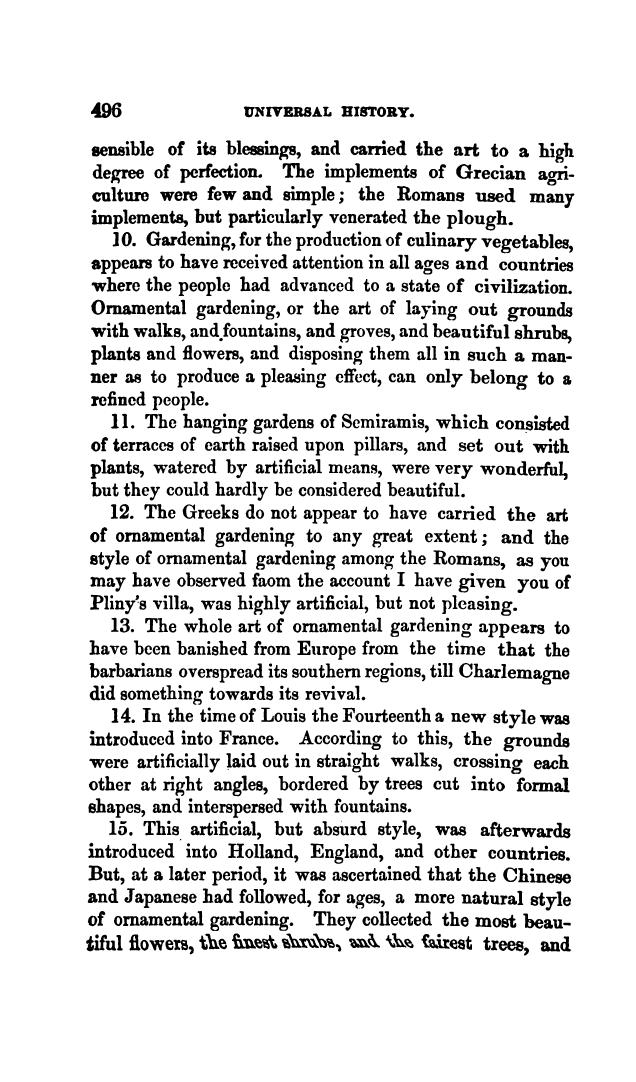 496 UNIVERSAL HISTORY.
sensible of its blessings, and carried the art to a high
degree of perfection. The implements of Grecian agri-
culture were few and simple; the Romans used many
implements, but particularly venerated the plough.
10. Gardening, for the production of culinary vegetables,
appears to have received attention in all ages and countries
where the people had advanced to a state of civilization.
Ornamental gardening, or the art of laying out grounds
with walks, and fountains, and groves, and beautiful shrubs,
plants and flowers, and disposing them all in such a man-
ner as to produce a pleasing effect, can only belong to a
refined people.
11. The hanging gardens of Semiramis, which consisted
of terraces of earth raised upon pillars, and set out with
plants, watered by artificial means, were very wonderful,
but they could hardly be considered beautiful.
12. The Greeks do not appear to have carried the art
of ornamental gardening to any great extent; and the
style of ornamental gardening among the Romans, as you
may have observed faom the account I have given you of
Pliny's villa, was highly artificial, but not pleasing.
13. The whole art of ornamental gardening appears to
have been banished from Europe from the time that the
barbarians overspread its southern regions, till Charlemagne
did something towards its revival.
14. In the time of Louis the Fourteenth a new style was
introduced into France. According to this, the grounds
were artificially laid out in straight walks, crossing each
other at right angles, bordered by trees cut into formal
shapes, and interspersed with fountains.
15. This artificial, but absurd style, was afterwards
introduced into Holland, England, and other countries.
But, at a later period, it was ascertained that the Chinese
and Japanese had followed, for ages, a more natural style
of ornamental gardening. They collected the most beau-
tiful flowers, the finest shrubs, and the fairest trees, and